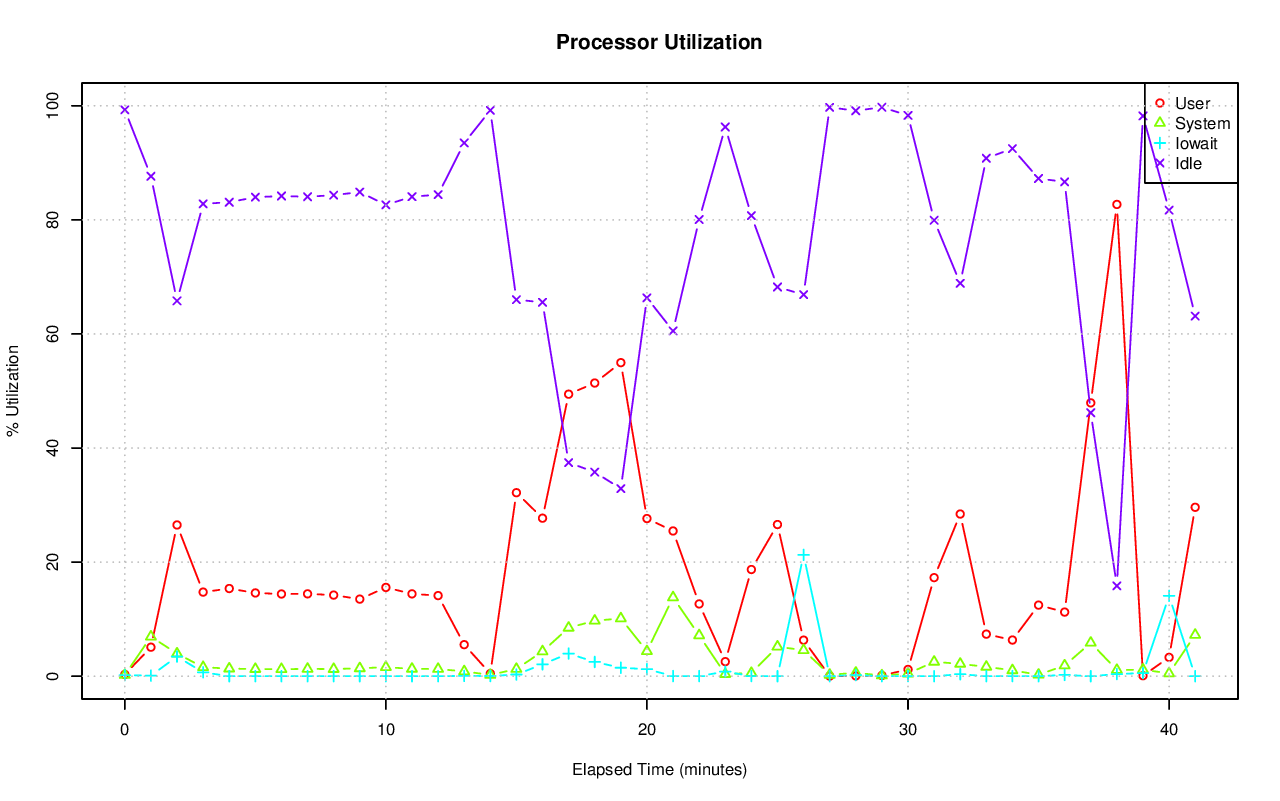 Processor Utilization
% Utilization
100
80
60
40
20
0
User
System
Iowait
Idle
0 10 20 30 40
Elapsed Time (minutes)